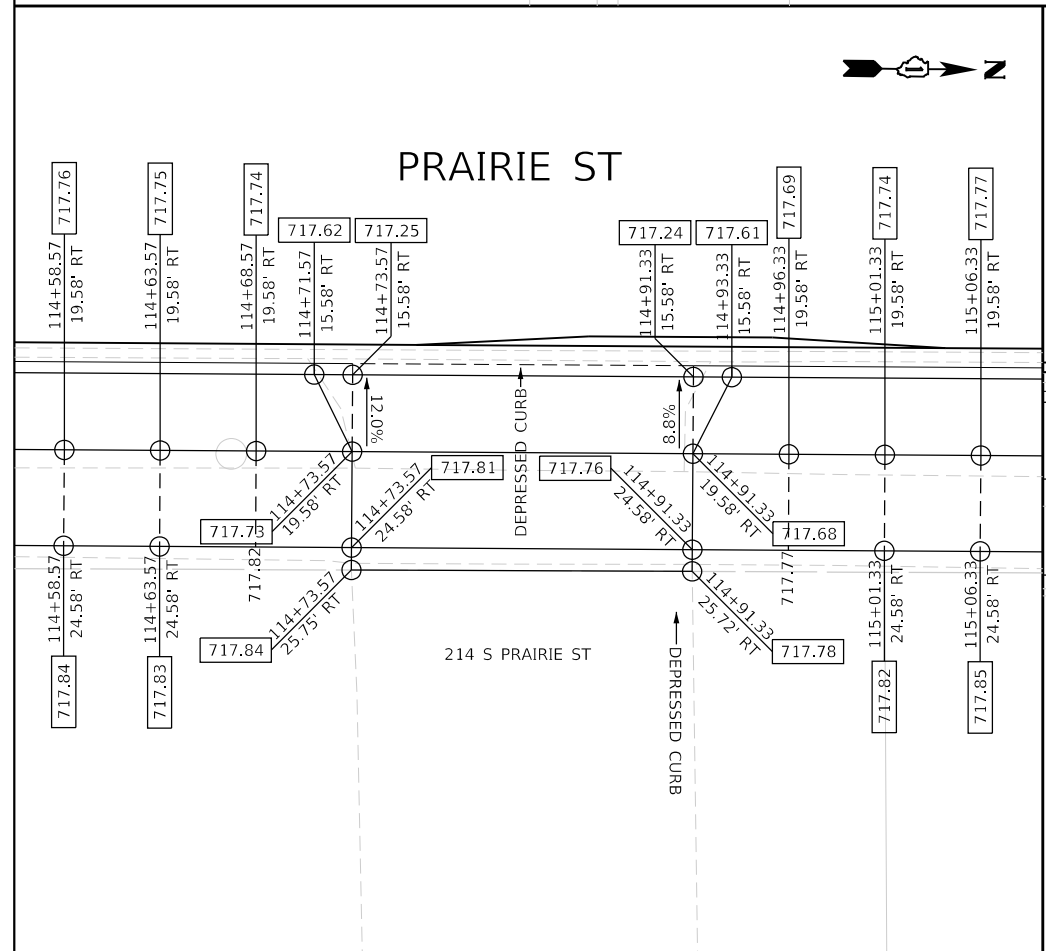 N
PRAIRIE ST
717.76
114+58.57
19.58' RT
717.75
114+63.57
19.58' RT
717.74
114+68.57
19.58' RT
717.62
114+71.57
15.58' RT
717.25
114+73.57
15.58' RT
717.24
114+91.33
15.58' RT
717.61
114+93.33
15.58' RT
717.69
114+96.33
19.58' RT
717.74
115+01.33
19.58' RT
717.77
115+06.33
19.58' RT
12.0%
DEPRESSED CURB
8.8%
114+73.57
19.58' RT
717.73
717.81
114+73.57
24.58' RT
717.76
114+91.33
24.58' RT
114+91.33
19.58' RT
717.68
717.82
717.77
114+58.57
24.58' RT
717.84
114+63.57
24.58' RT
717.83
114+73.57
25.75' RT
717.84
214 S PRAIRIE ST
DEPRESSED CURB
114+91.33
25.72' RT
717.78
115+01.33
24.58' RT
717.82
115+06.33
24.58' RT
717.85